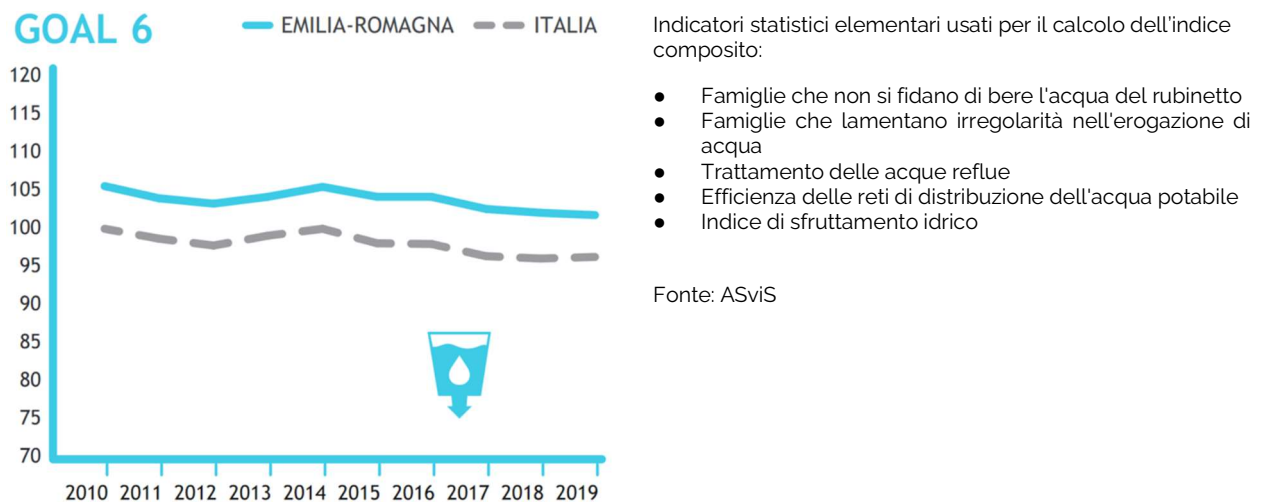 GOAL 6
EMILIA-ROMAGNA
ITALIA
120
115
110
105
100
95
90
85
80
75
70
2010 2011 2012 2013 2014 2015 2016 2017 2018 2019
Indicatori statistici elementari usati per il calcolo dell'indice
composito:
● Famiglie che non si fidano di bere l'acqua del rubinetto
● Famiglie che lamentano irregolarità nell'erogazione di
acqua
● Trattamento delle acque reflue
● Efficienza delle reti di distribuzione dell'acqua potabile
● Indice di sfruttamento idrico
Fonte: ASviS